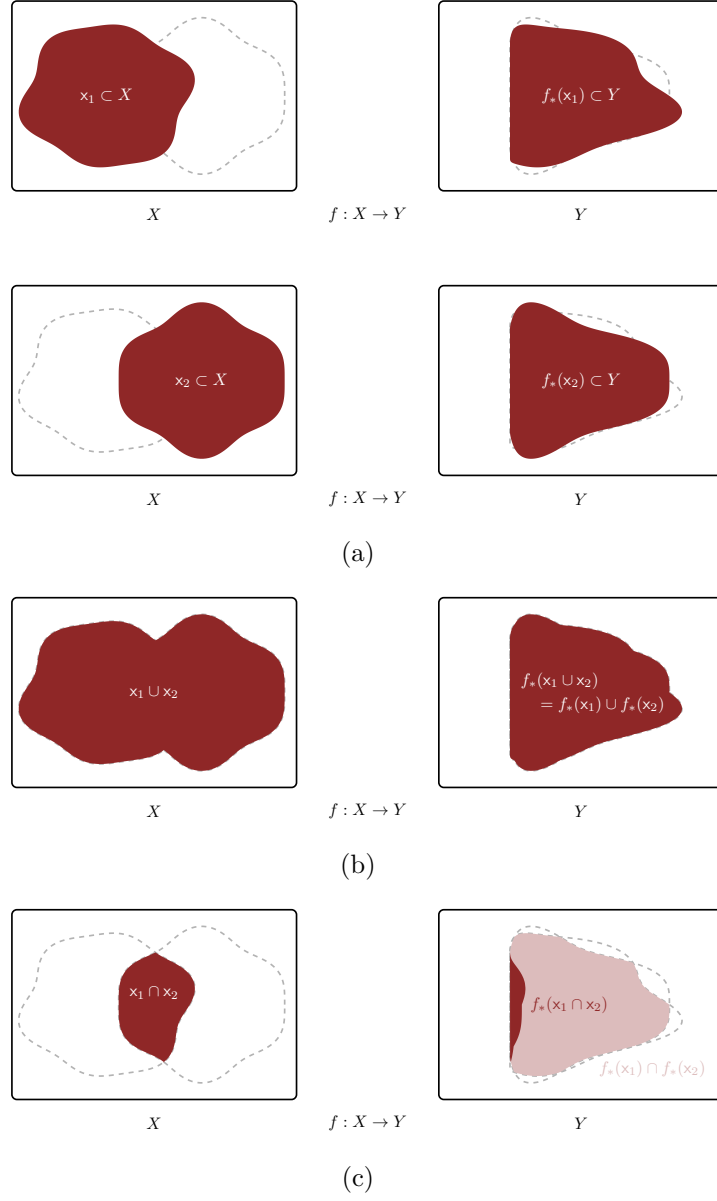 x₁ ⊂ X
f∗(x₁) ⊂ Y
X
f : X → Y
Y
x₂ ⊂ X
f∗(x₂) ⊂ Y
X
f : X → Y
Y
(a)
x₁ ∪ x₂
f∗(x₁ ∪ x₂)
= f∗(x₁) ∪ f∗(x₂)
X
f : X → Y
Y
(b)
x₁ ∩ x₂
f∗(x₁ ∩ x₂)
f∗(x₁) ∩ f∗(x₂)
X
f : X → Y
Y
(c)